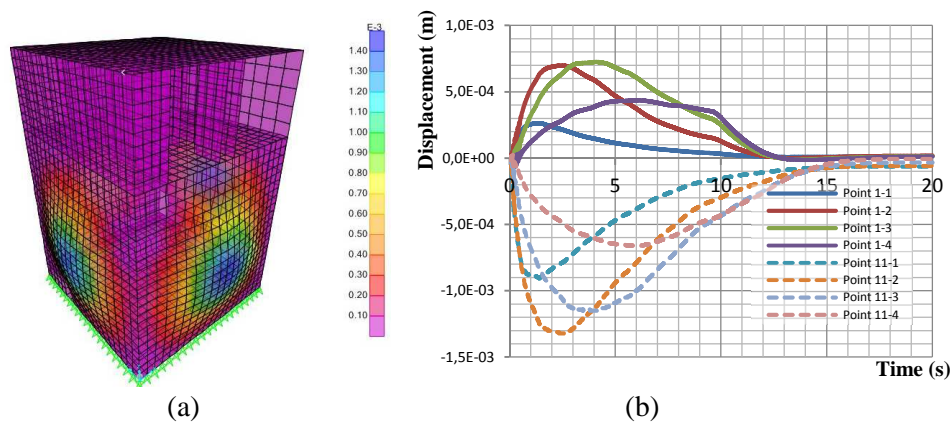 E-3
1.40
1.30
1.20
1.10
1.00
0.90
0.80
0.70
0.60
0.50
0.40
0.30
0.20
0.10
(a)
Displacement (m)
1,0E-03
5,0E-04
0,0E+00
-5,0E-04
-1,0E-03
-1,5E-03
0 5 10 15 20
Point 1-1
Point 1-2
Point 1-3
Point 1-4
Point 11-1
Point 11-2
Point 11-3
Point 11-4
Time (s)
(b)